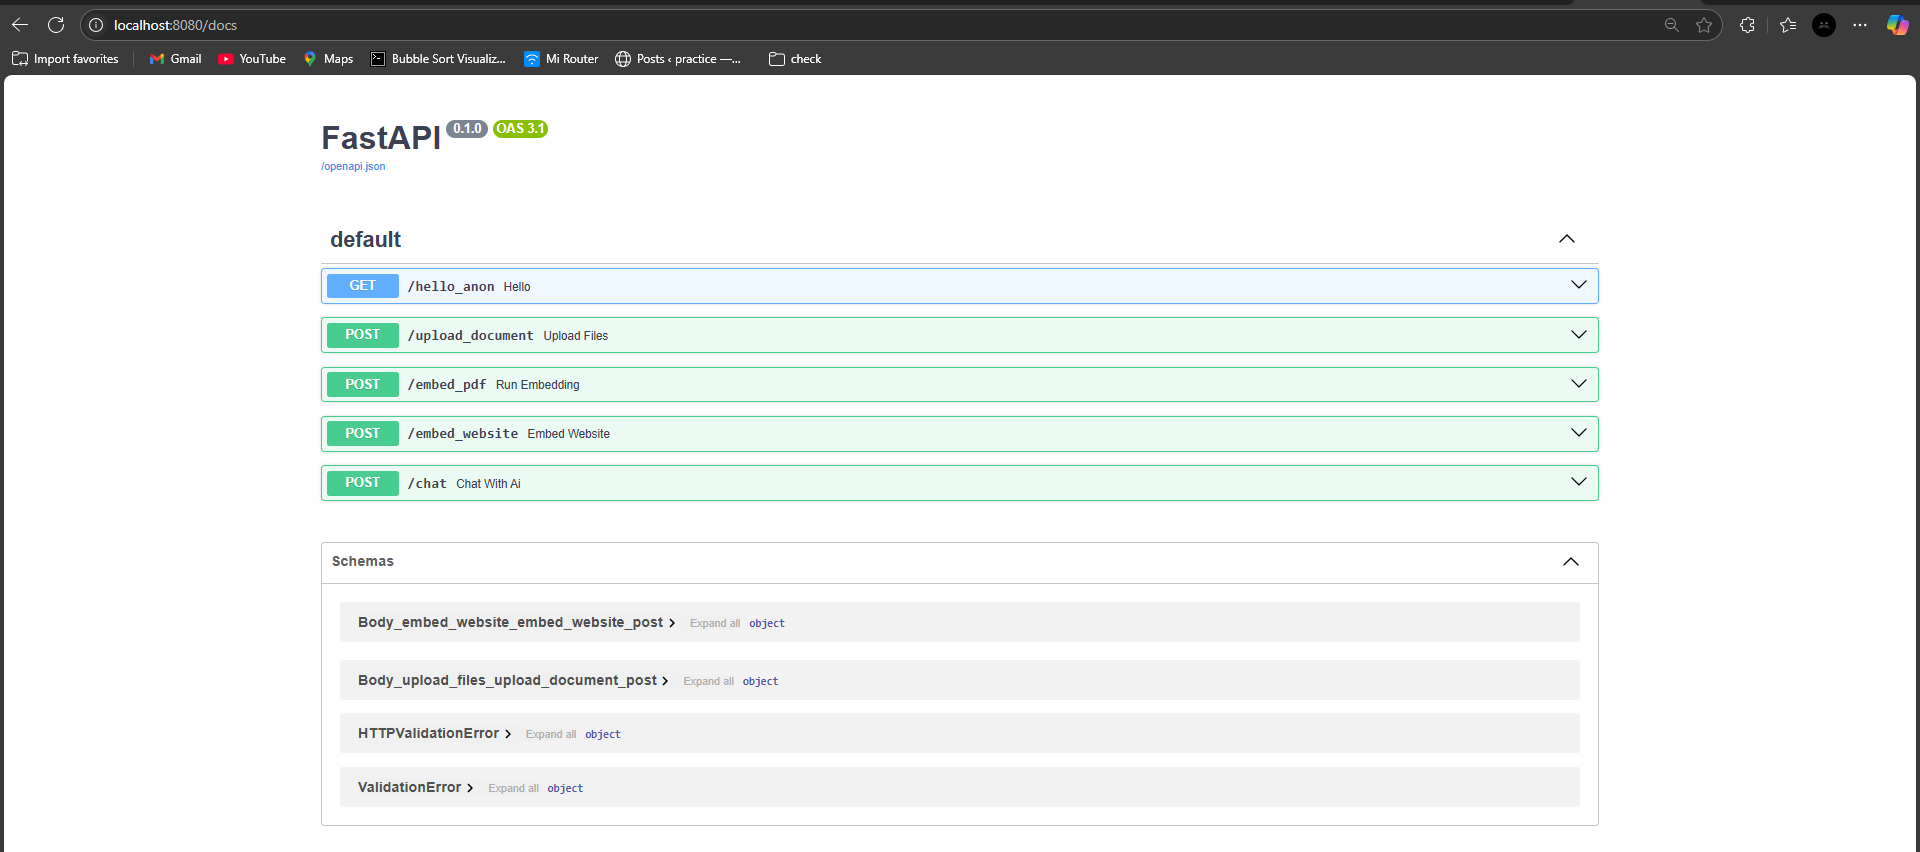 localhost:8080/docs
Import favorites Gmail YouTube Maps Bubble Sort Visualiz... Mi Router Posts ‹ practice —... check
FastAPI 0.1.0 OAS 3.1
/openapi.json
default
GET /hello_anon Hello
POST /upload_document Upload Files
POST /embed_pdf Run Embedding
POST /embed_website Embed Website
POST /chat Chat With Ai
Schemas
Body_embed_website_embed_website_post Expand all object
Body_upload_files_upload_document_post Expand all object
HTTPValidationError Expand all object
ValidationError Expand all object